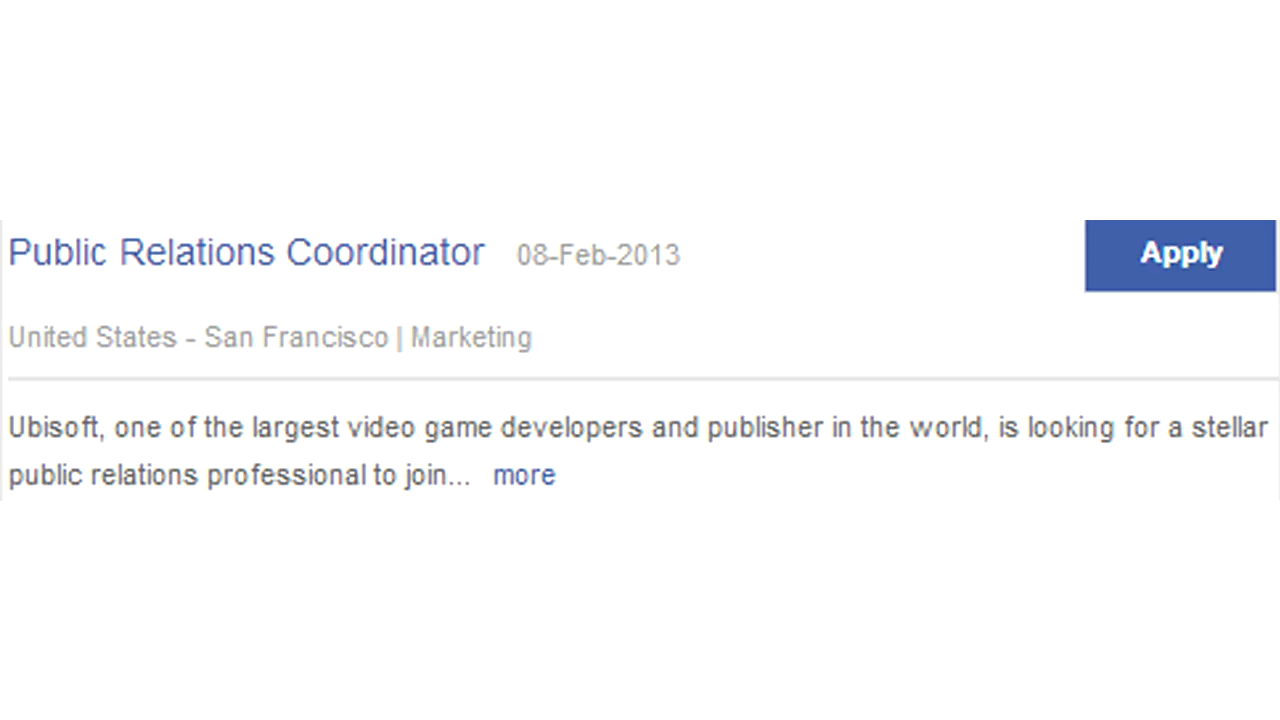 Public Relations Coordinator 08-Feb-2013 Apply
United States - San Francisco | Marketing
Ubisoft, one of the largest video game developers and publisher in the world, is looking for a stellar
public relations professional to join... more